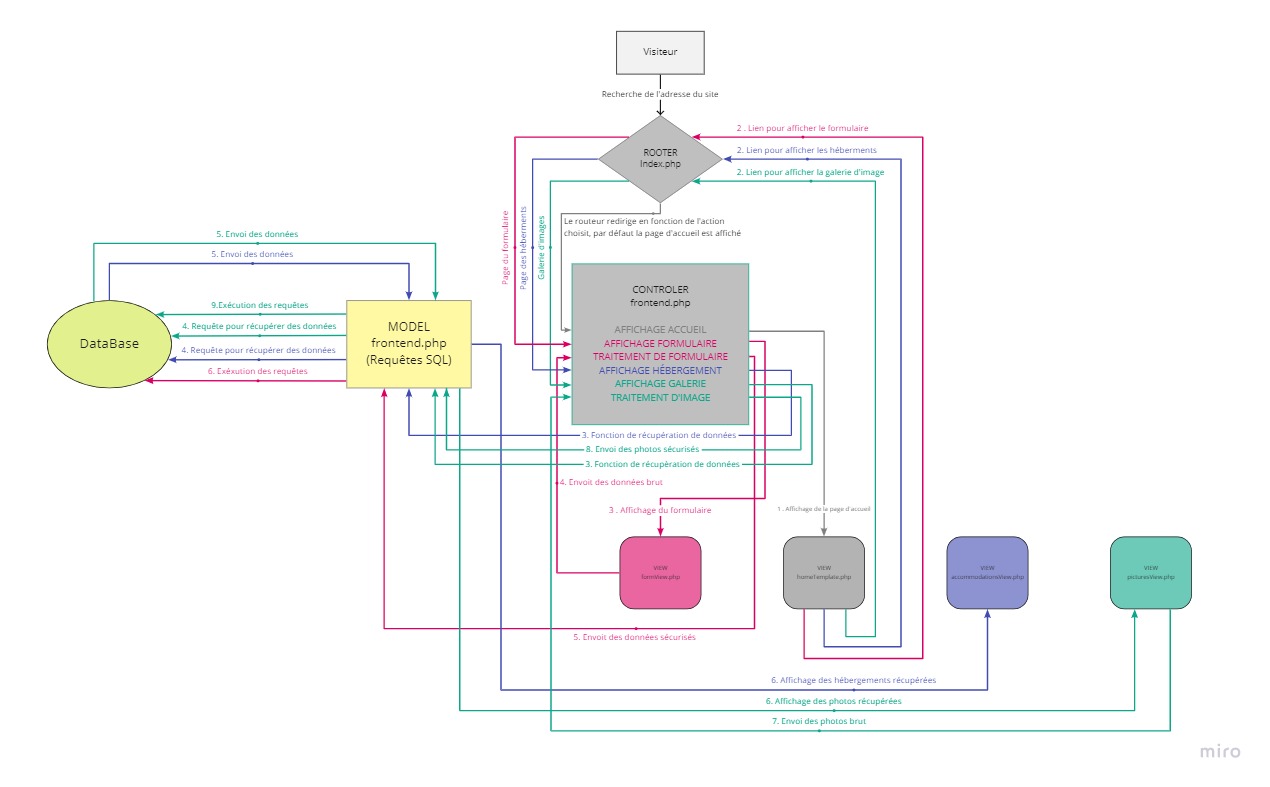 Visiteur
Recherche de l'adresse du site
ROOTER
Index.php
2 . Lien pour afficher le formulaire
2. Lien pour afficher les héberments
2. Lien pour afficher la galerie d'image
Page du formulaire
Page des héberments
Galerie d'images
Le routeur redirige en fonction de l'action
choisit, par défaut la page d'accueil est affiché
5. Envoi des données
5. Envoi des données
9.Exécution des requêtes
4. Requête pour récupérer des données
4. Requête pour récupérer des données
6. Exéxution des requêtes
DataBase
MODEL
frontend.php
(Requêtes SQL)
CONTROLER
frontend.php
AFFICHAGE ACCUEIL
AFFICHAGE FORMULAIRE
TRAITEMENT DE FORMULAIRE
AFFICHAGE HÉBERGEMENT
AFFICHAGE GALERIE
TRAITEMENT D'IMAGE
3. Fonction de récupération de données
8. Envoi des photos sécurisés
3. Fonction de récupération de données
4. Envoit des données brut
3 . Affichage du formulaire
1 . Affichage de la page d'accueil
VIEW
formView.php
VIEW
homeTemplate.php
VIEW
accommodationsView.php
VIEW
picturesView.php
5. Envoit des données sécurisés
6. Affichage des hébergements récupérées
6. Affichage des photos récupérées
7. Envoi des photos brut
miro